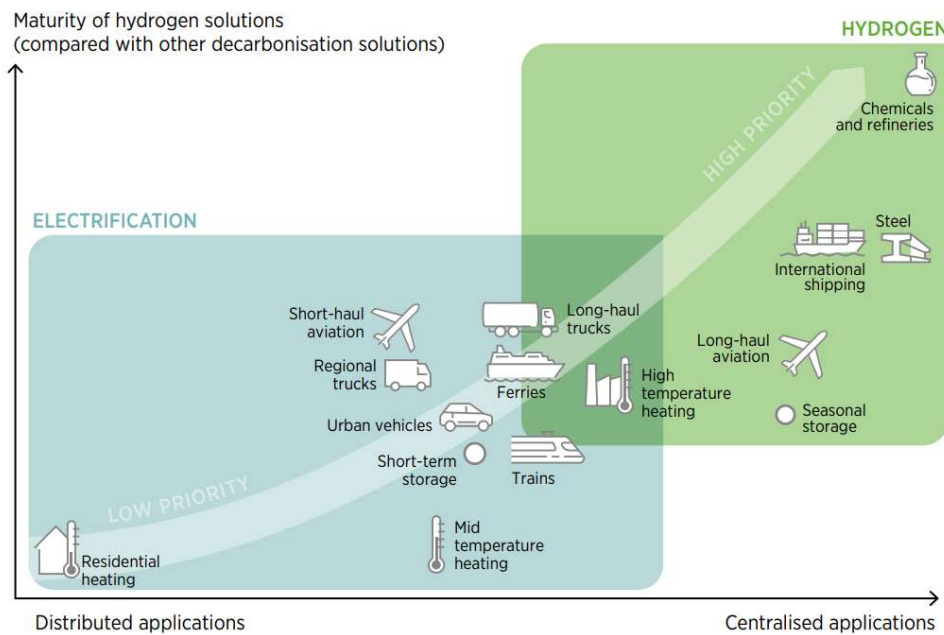 Maturity of hydrogen solutions
(compared with other decarbonisation solutions)
HYDROGEN
Chemicals
and refineries
HIGH PRIORITY
ELECTRIFICATION
Steel
International
shipping
Short-haul
aviation
Long-haul
trucks
Long-haul
aviation
Regional
trucks
Ferries
High
temperature
heating
Urban vehicles
Seasonal
storage
Short-term
storage
Trains
LOW PRIORITY
Mid
temperature
heating
Residential
heating
Distributed applications
Centralised applications